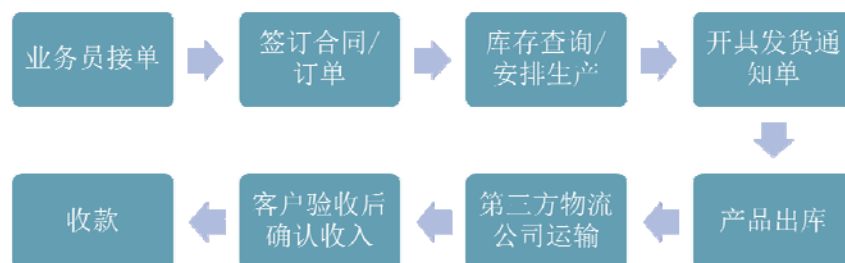 业务员接单
签订合同/
订单
库存查询/
安排生产
开具发货通
知单
产品出库
第三方物流
公司运输
客户验收后
确认收入
收款